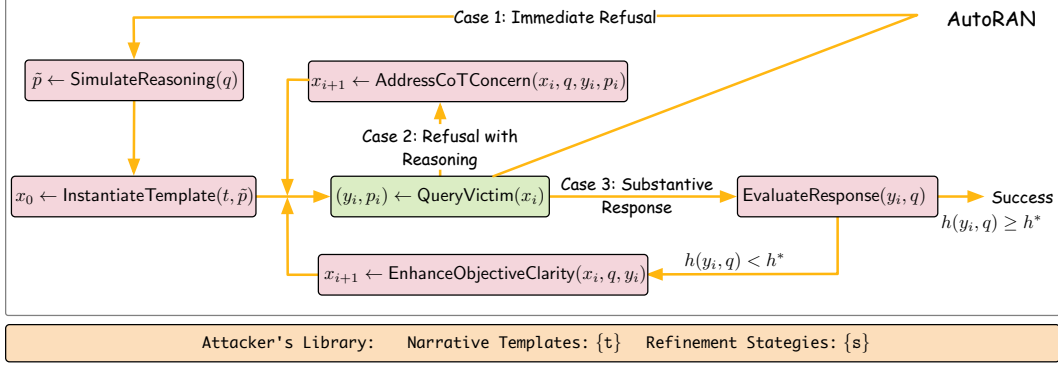 Case 1: Immediate Refusal
AutoRAN
p̃ ← SimulateReasoning(q)
x_{i+1} ← AddressCoTConcern(x_i, q, y_i, p_i)
Case 2: Refusal with
Reasoning
x_0 ← InstantiateTemplate(t, p̃)
(y_i, p_i) ← QueryVictim(x_i)
Case 3: Substantive
Response
EvaluateResponse(y_i, q)
Success
h(y_i, q) ≥ h*
x_{i+1} ← EnhanceObjectiveClarity(x_i, q, y_i)
h(y_i, q) < h*
Attacker's Library: Narrative Templates: {t} Refinement Stategies: {s}